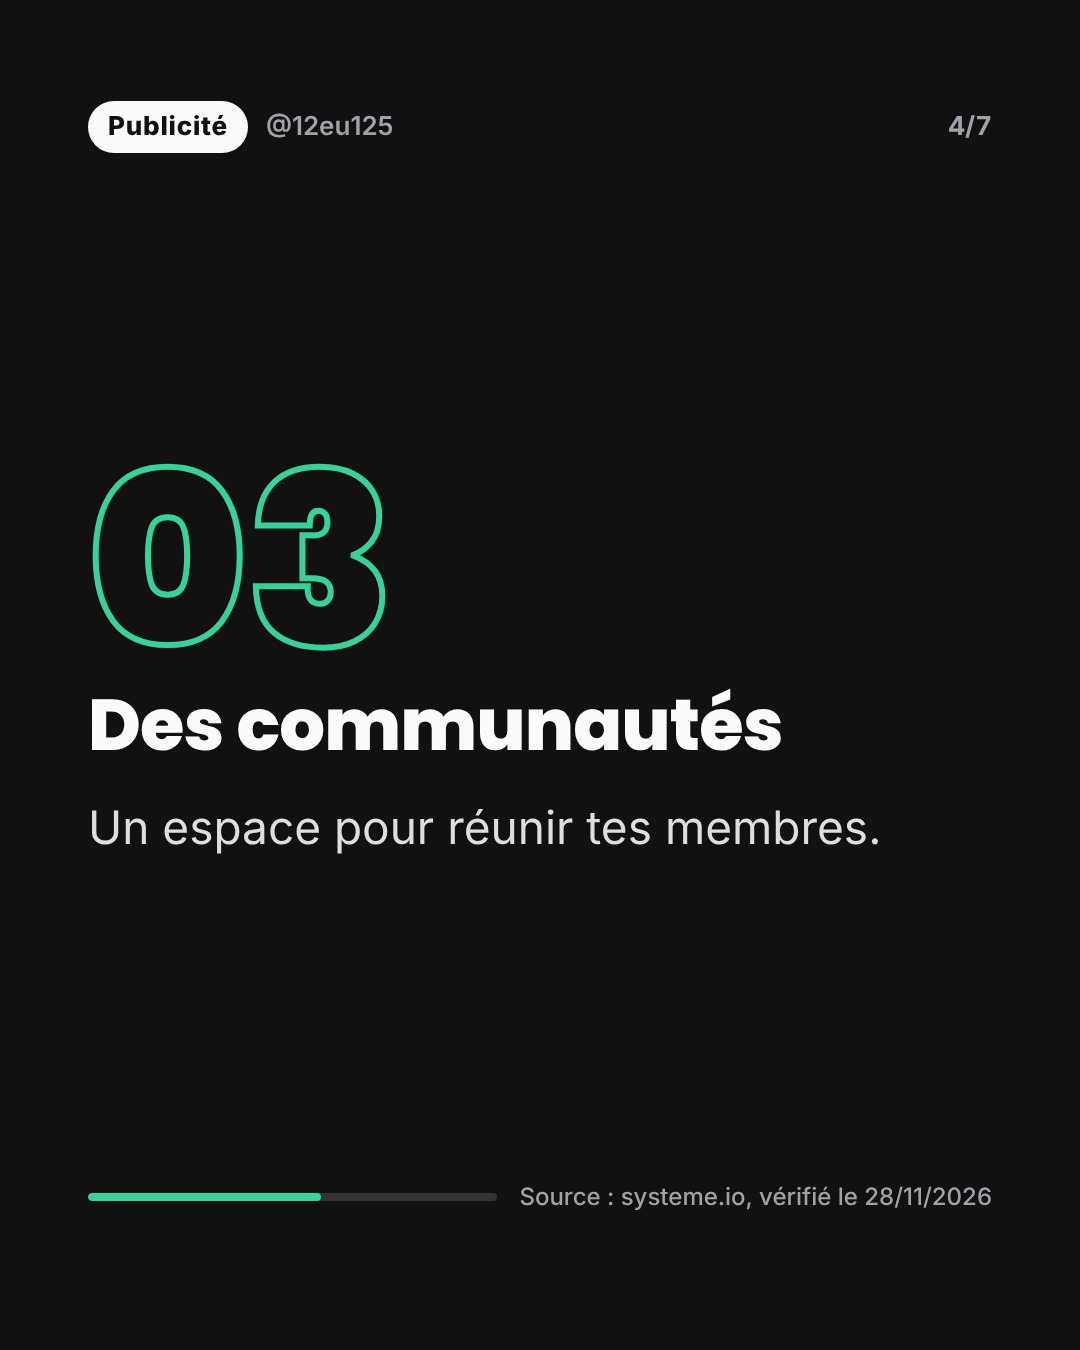 Publicité @12eu125 4/7
03
Des communautés
Un espace pour réunir tes membres.
Source : systeme.io, vérifié le 28/11/2026